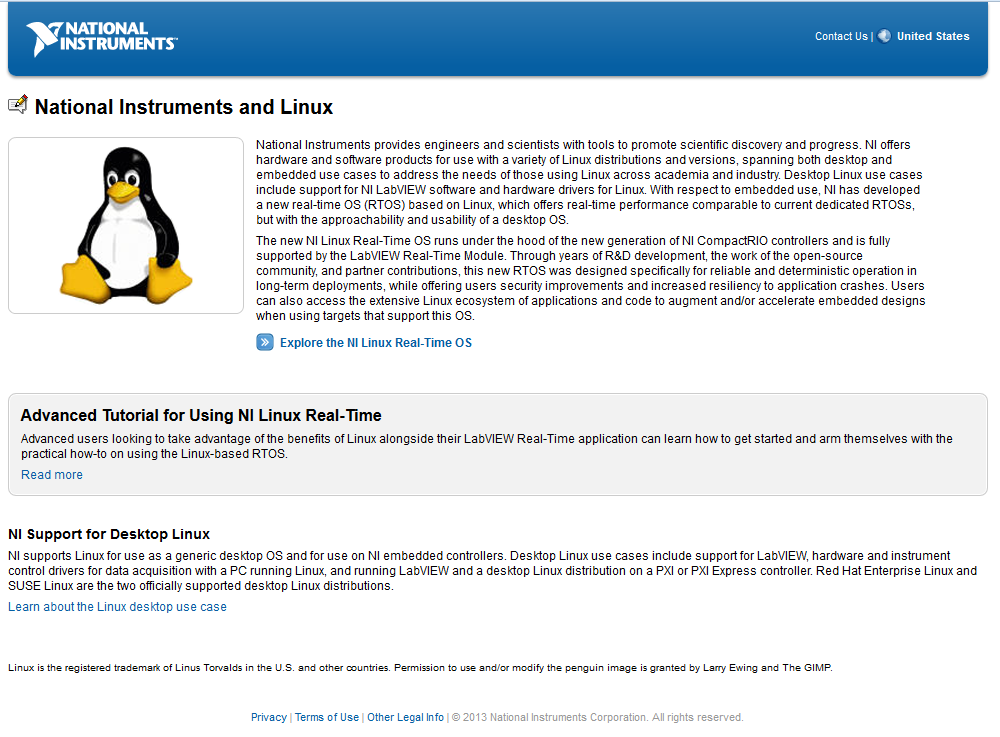 NATIONAL
INSTRUMENTS™
Contact Us | United States
National Instruments and Linux
National Instruments provides engineers and scientists with tools to promote scientific discovery and progress. NI offers
hardware and software products for use with a variety of Linux distributions and versions, spanning both desktop and
embedded use cases to address the needs of those using Linux across academia and industry. Desktop Linux use cases
include support for NI LabVIEW software and hardware drivers for Linux. With respect to embedded use, NI has developed
a new real-time OS (RTOS) based on Linux, which offers real-time performance comparable to current dedicated RTOSs,
but with the approachability and usability of a desktop OS.
The new NI Linux Real-Time OS runs under the hood of the new generation of NI CompactRIO controllers and is fully
supported by the LabVIEW Real-Time Module. Through years of R&D development, the work of the open-source
community, and partner contributions, this new RTOS was designed specifically for reliable and deterministic operation in
long-term deployments, while offering users security improvements and increased resiliency to application crashes. Users
can also access the extensive Linux ecosystem of applications and code to augment and/or accelerate embedded designs
when using targets that support this OS.
Explore the NI Linux Real-Time OS
Advanced Tutorial for Using NI Linux Real-Time
Advanced users looking to take advantage of the benefits of Linux alongside their LabVIEW Real-Time application can learn how to get started and arm themselves with the
practical how-to on using the Linux-based RTOS.
Read more
NI Support for Desktop Linux
NI supports Linux for use as a generic desktop OS and for use on NI embedded controllers. Desktop Linux use cases include support for LabVIEW, hardware and instrument
control drivers for data acquisition with a PC running Linux, and running LabVIEW and a desktop Linux distribution on a PXI or PXI Express controller. Red Hat Enterprise Linux and
SUSE Linux are the two officially supported desktop Linux distributions.
Learn about the Linux desktop use case
Linux is the registered trademark of Linus Torvalds in the U.S. and other countries. Permission to use and/or modify the penguin image is granted by Larry Ewing and The GIMP.
Privacy | Terms of Use | Other Legal Info | © 2013 National Instruments Corporation. All rights reserved.